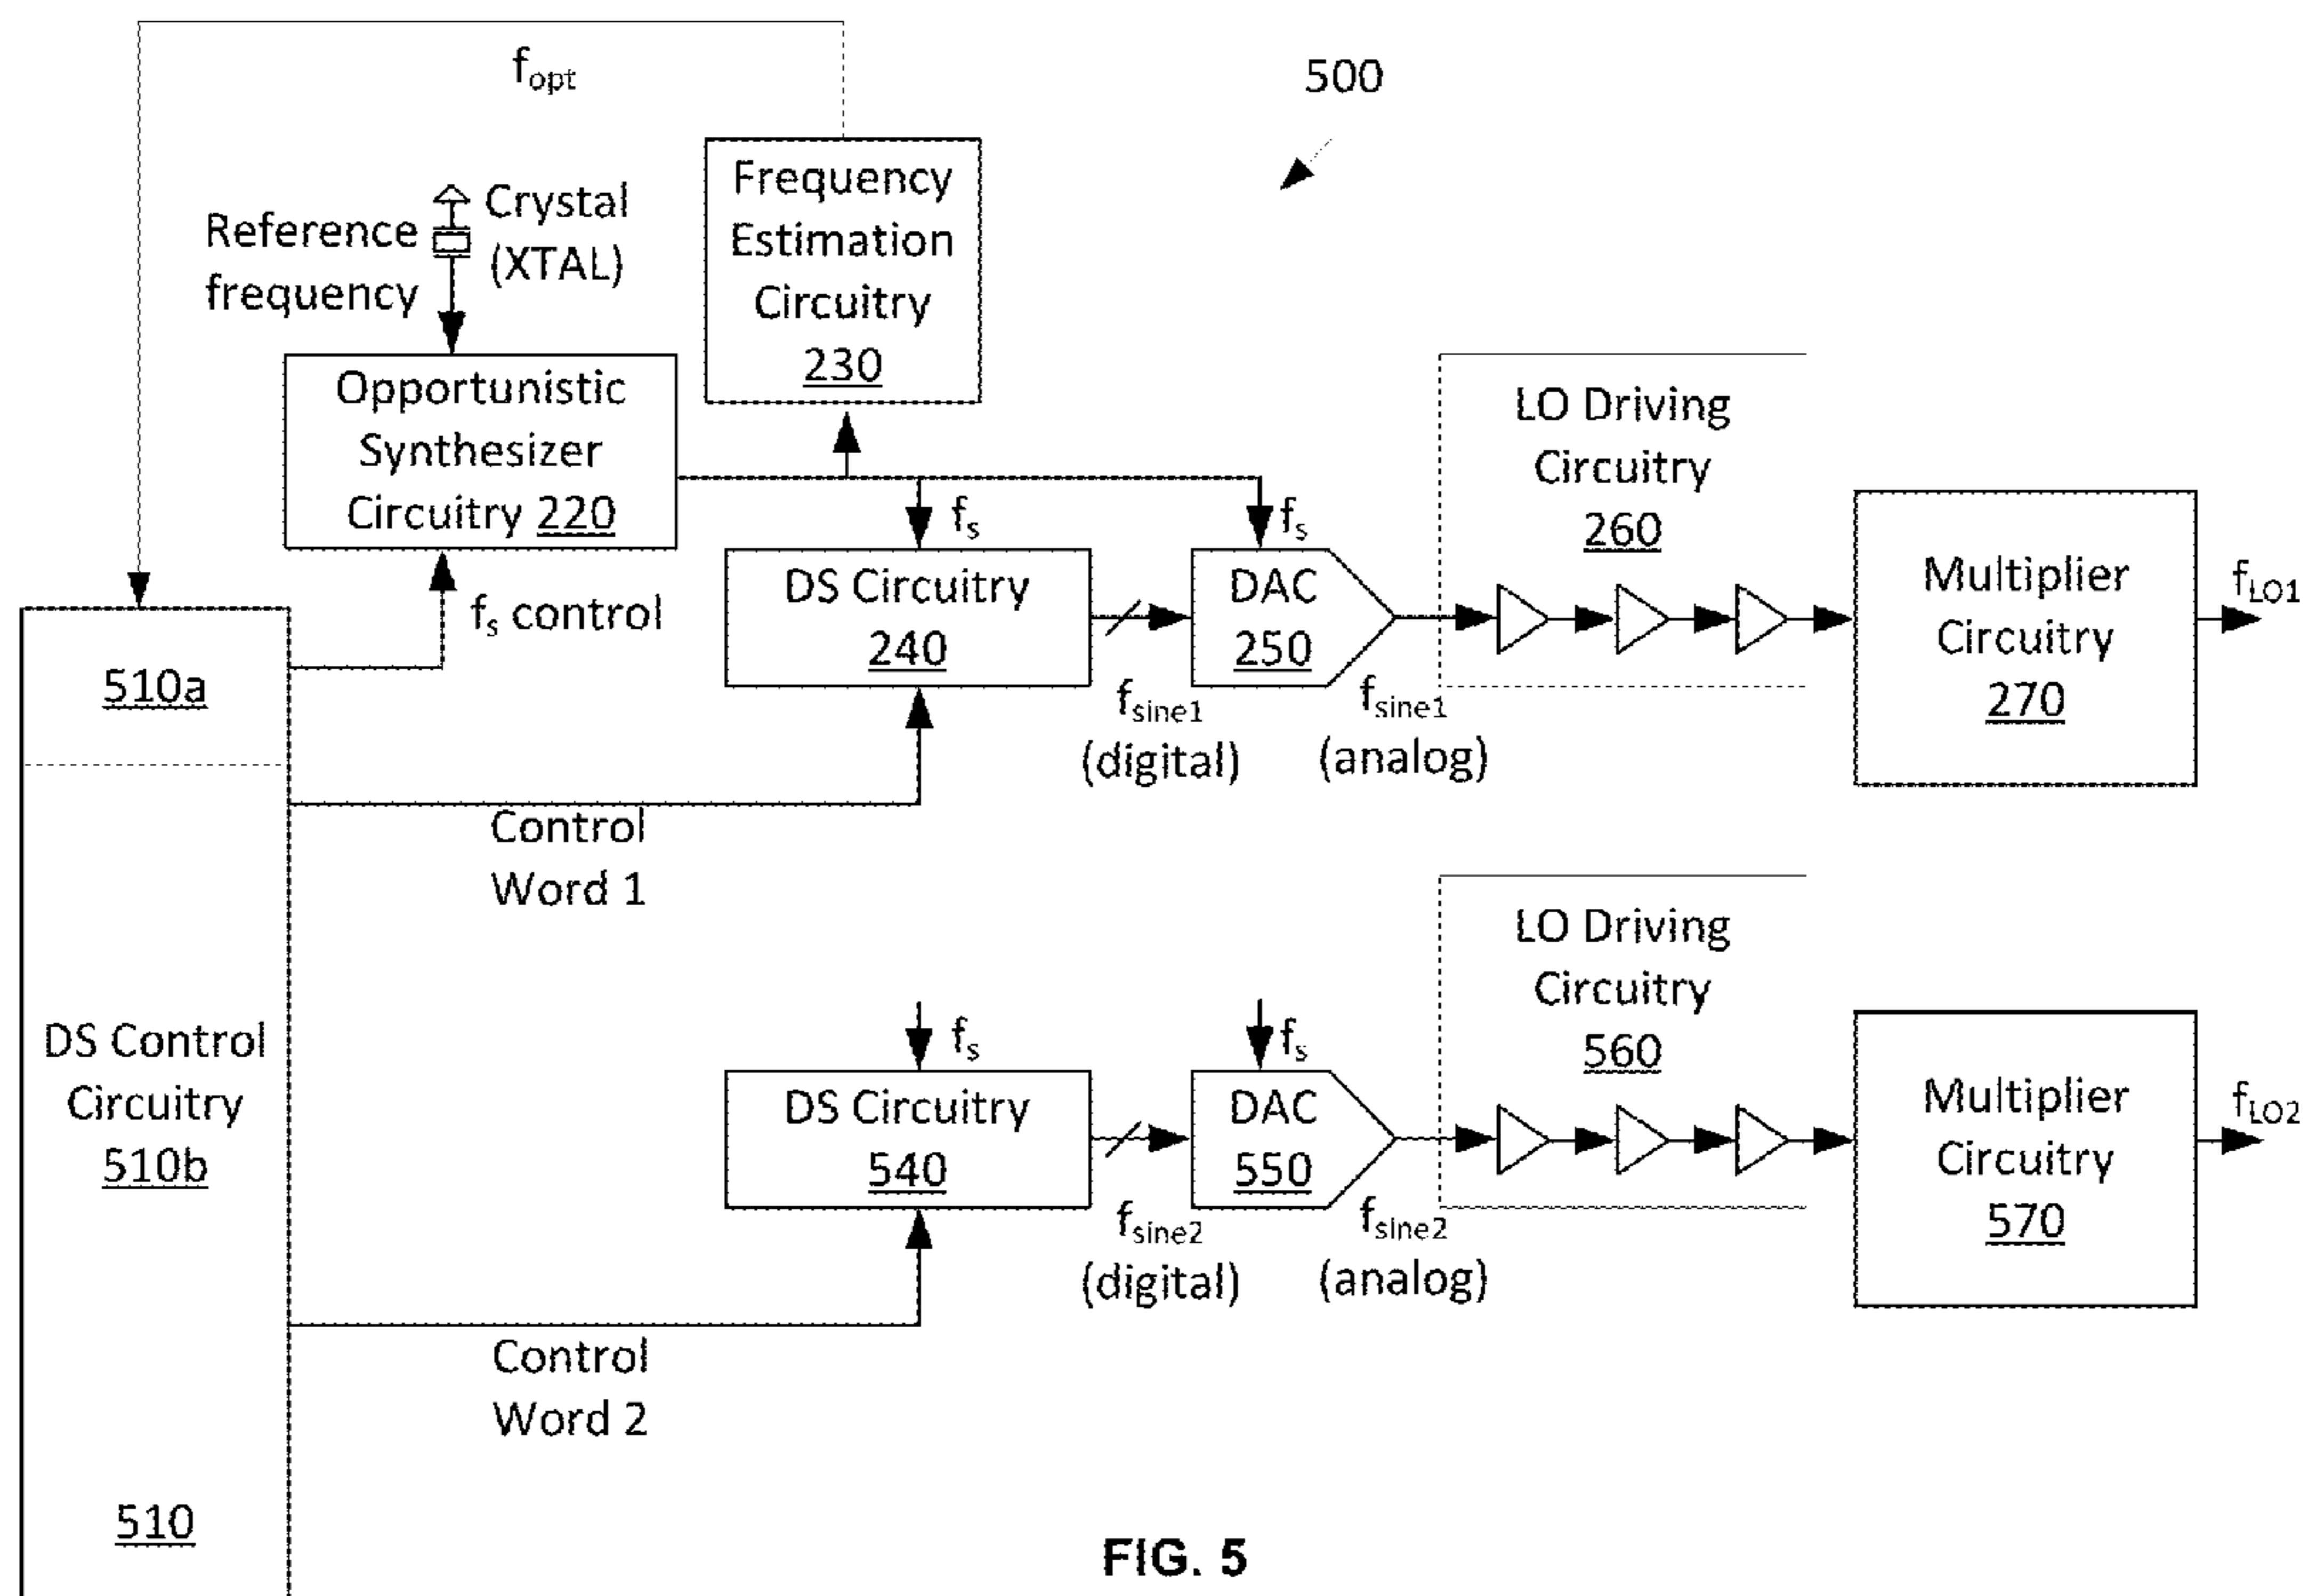 f_opt
500
Frequency
Estimation
Circuitry
230
Reference
frequency
Crystal
(XTAL)
Opportunistic
Synthesizer
Circuitry 220
f_s control
f_s
f_s
DS Circuitry
240
DAC
250
f_sine1
(digital)
f_sine1
(analog)
LO Driving
Circuitry
260
Multiplier
Circuitry
270
f_LO1
510a
Control
Word 1
DS Control
Circuitry
510b
f_s
f_s
DS Circuitry
540
DAC
550
f_sine2
(digital)
f_sine2
(analog)
LO Driving
Circuitry
560
Multiplier
Circuitry
570
f_LO2
Control
Word 2
510
FIG. 5